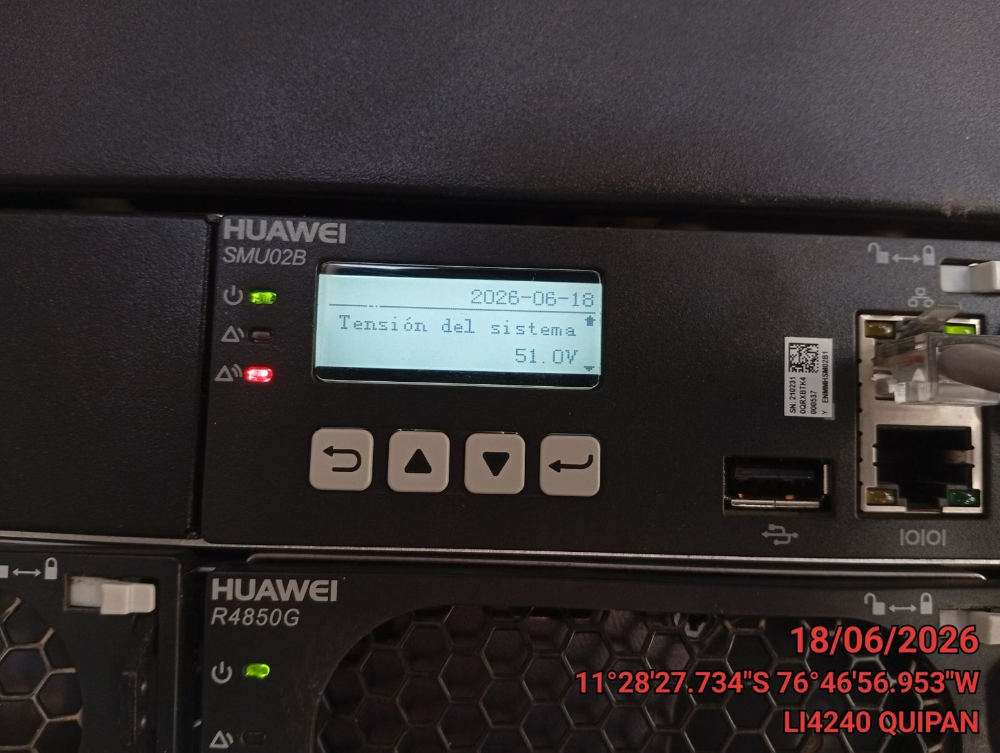 HUAWEI
SMU02B
2026-06-18
Tensión del sistema
51.0V
SN: 210231
0QRXBTK4
000537
Y ENMMHSM02B1
|O|O|
HUAWEI
R4850G
18/06/2026
11°28'27.734"S 76°46'56.953"W
LI4240 QUIPAN